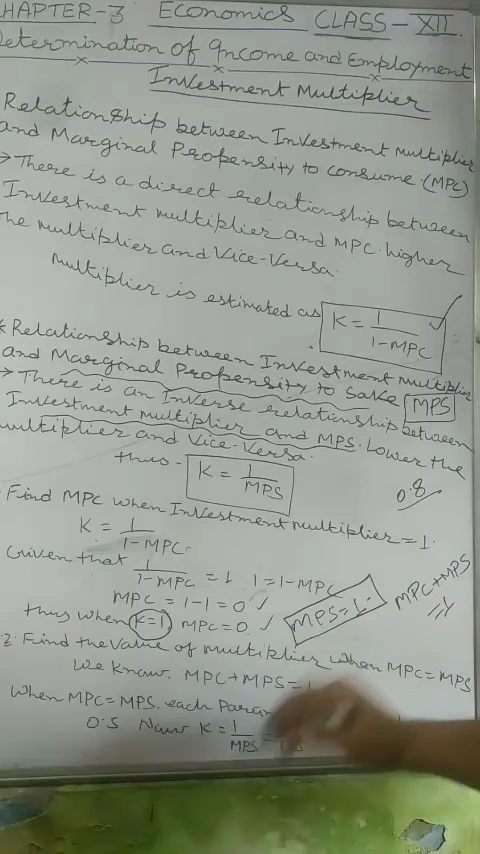 HAPTER-3 Economics CLASS-XII.
Determination of Income and Employment
Investment Multiplier
Relationship between Investment multiplier
and Marginal Propensity to consume. (MPC)
→ There is a direct relationship between
Investment multiplier and MPC. higher
the multiplier and Vice-Versa.
multiplier is estimated as K = 1/1-MPC ✓
* Relationship between Investment Multiplier
and Marginal Propensity to Sake MPS
→ There is an Inverse relationship between
Investment multiplier and MPS. Lower the
multiplier and Vice-Versa.
thus - K = 1/MPS
0.8
Find MPC when Investment multiplier = 1.
K = 1/1-MPC.
Given that 1/1-MPC = 1 1 = 1-MPC
MPC = 1-1 = 0 ✓
thus when K=1 MPC = 0. ✓ MPS=1.
MPC+MPS
=1
2. Find the value of multiplier when MPC = MPS
We know. MPC + MPS = 1
When MPC = MPS. each
0.5 Now K = 1/MPS =